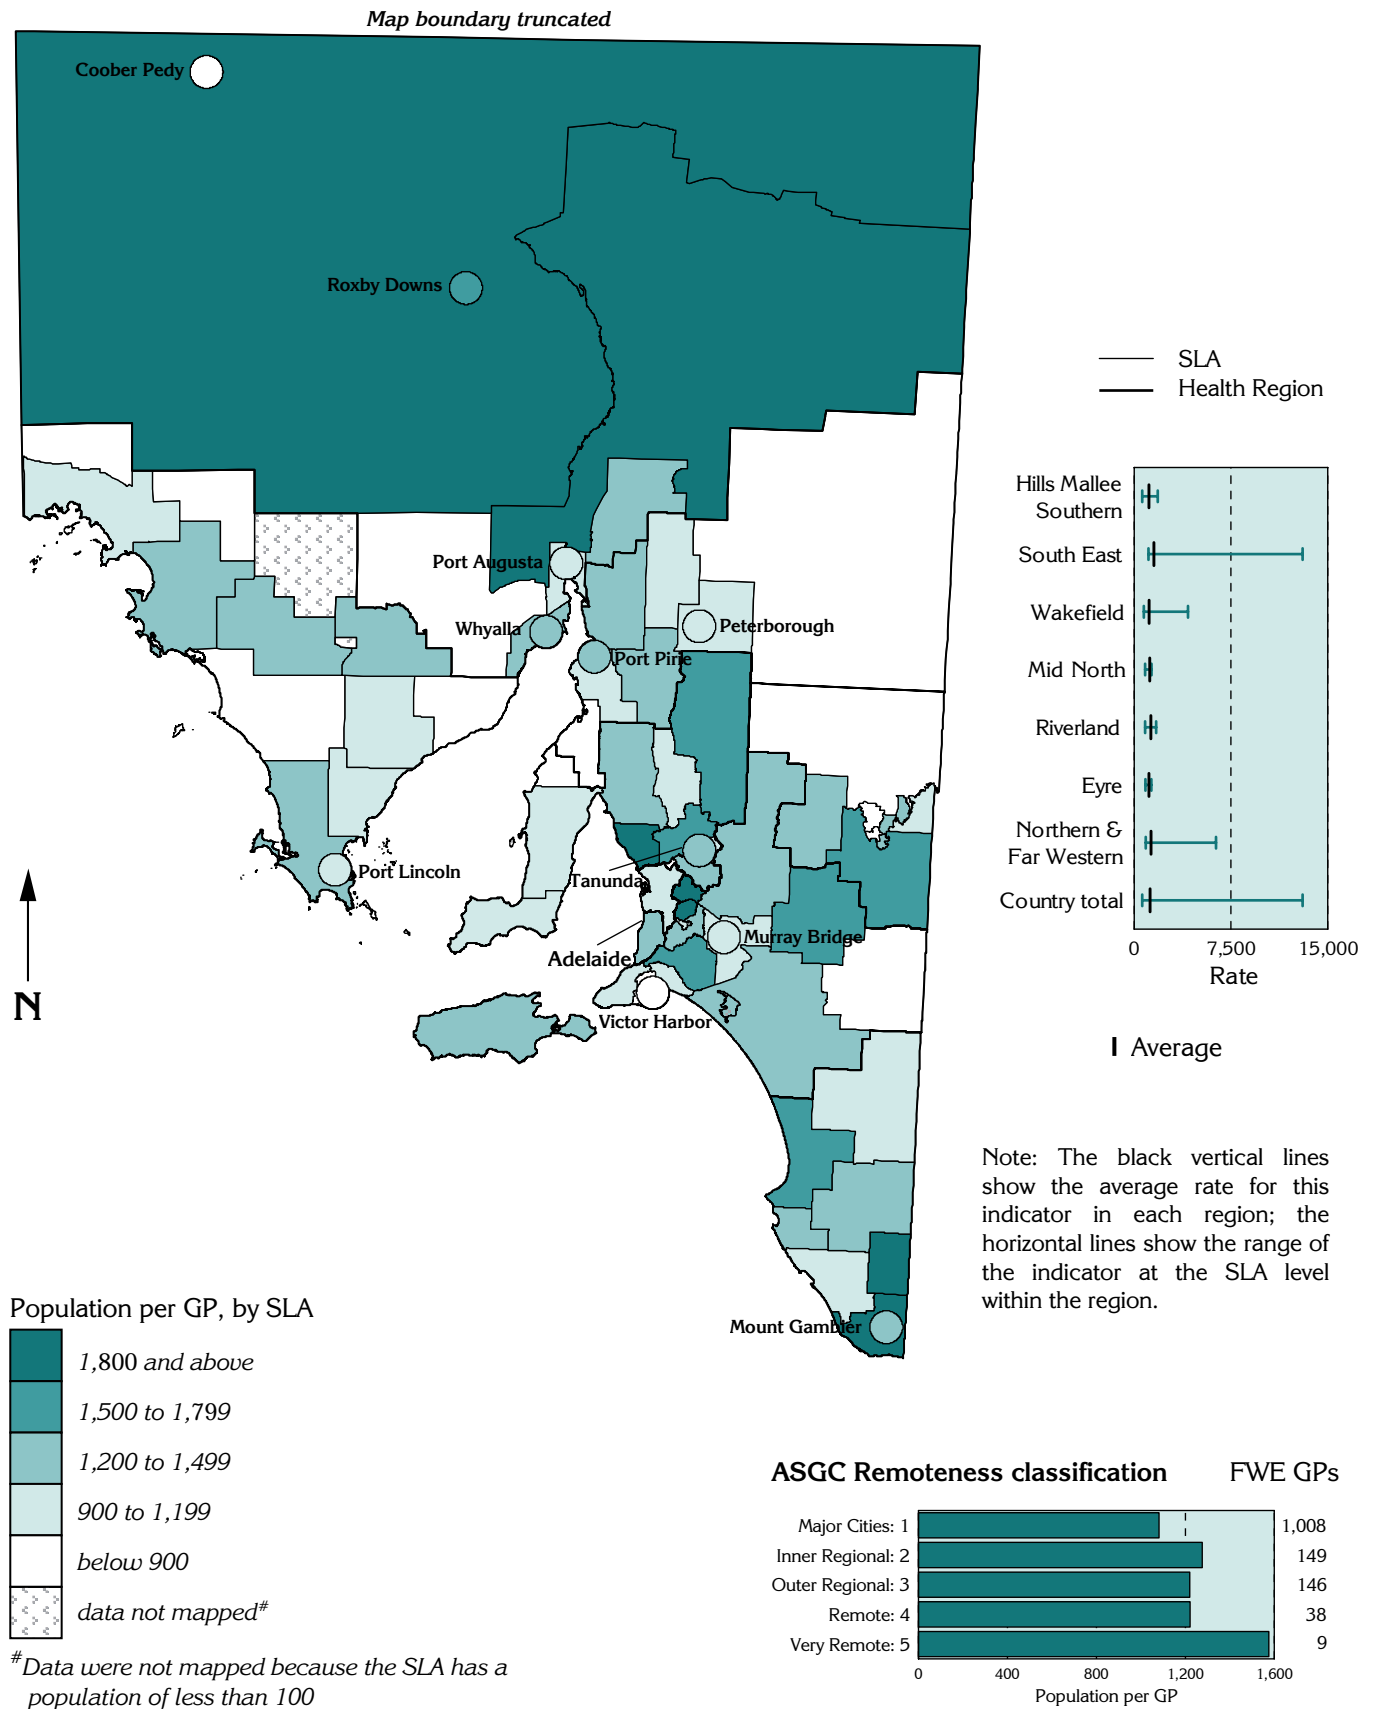 Map boundary truncated
Coober Pedy
Roxby Downs
Port Augusta
Whyalla
Peterborough
Port Pirie
Port Lincoln
Tanunda
Adelaide
Murray Bridge
Victor Harbor
Mount Gambier
N
SLA
Health Region
Hills Mallee
Southern
South East
Wakefield
Mid North
Riverland
Eyre
Northern &
Far Western
Country total
0 7,500 15,000
Rate
I Average
Note: The black vertical lines
show the average rate for this
indicator in each region; the
horizontal lines show the range of
the indicator at the SLA level
within the region.
Population per GP, by SLA
1,800 and above
1,500 to 1,799
1,200 to 1,499
900 to 1,199
below 900
data not mapped#
#Data were not mapped because the SLA has a
population of less than 100
ASGC Remoteness classification FWE GPs
Major Cities: 1 1,008
Inner Regional: 2 149
Outer Regional: 3 146
Remote: 4 38
Very Remote: 5 9
0 400 800 1,200 1,600
Population per GP